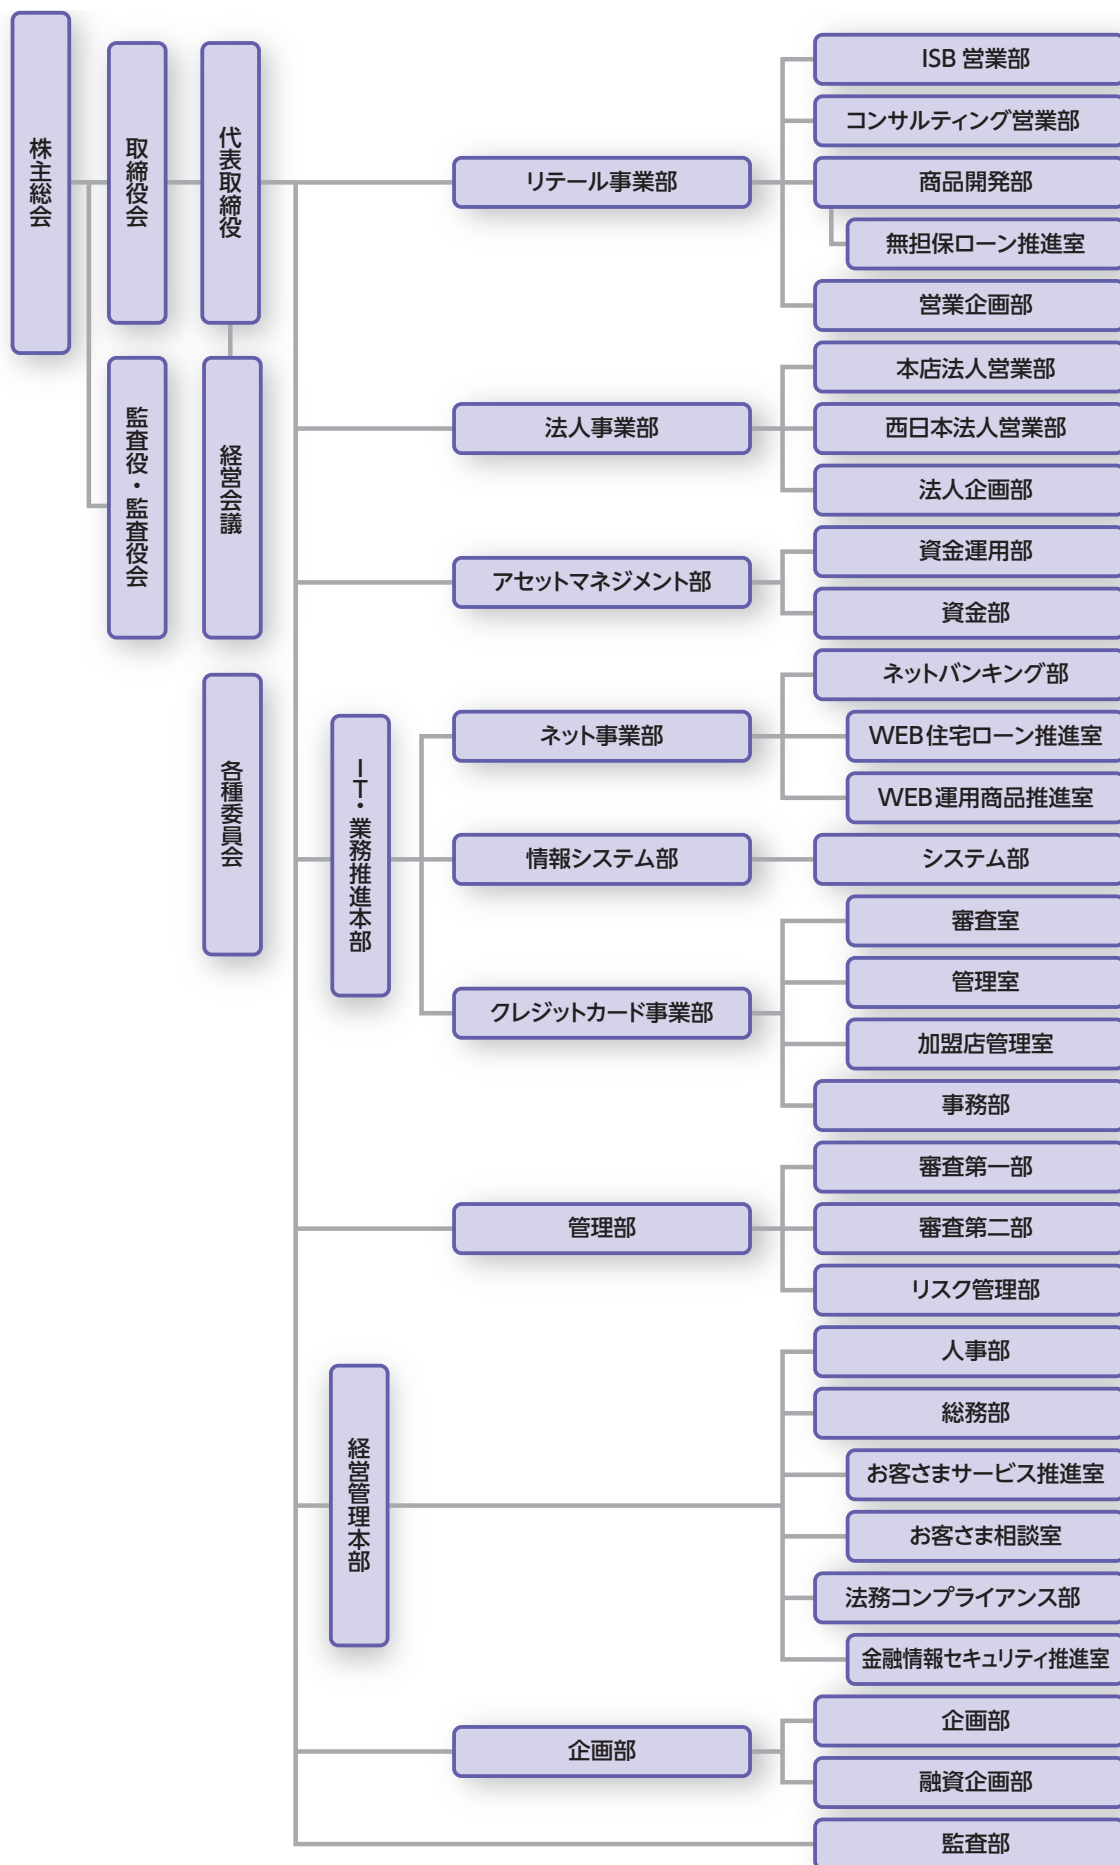 株主総会
取締役会
代表取締役
監査役・監査役会
経営会議
各種委員会
リテール事業部
ISB 営業部
コンサルティング営業部
商品開発部
無担保ローン推進室
営業企画部
法人事業部
本店法人営業部
西日本法人営業部
法人企画部
アセットマネジメント部
資金運用部
資金部
IT・業務推進本部
ネット事業部
ネットバンキング部
WEB住宅ローン推進室
WEB運用商品推進室
情報システム部
システム部
クレジットカード事業部
審査室
管理室
加盟店管理室
事務部
管理部
審査第一部
審査第二部
リスク管理部
経営管理本部
人事部
総務部
お客さまサービス推進室
お客さま相談室
法務コンプライアンス部
金融情報セキュリティ推進室
企画部
企画部
融資企画部
監査部